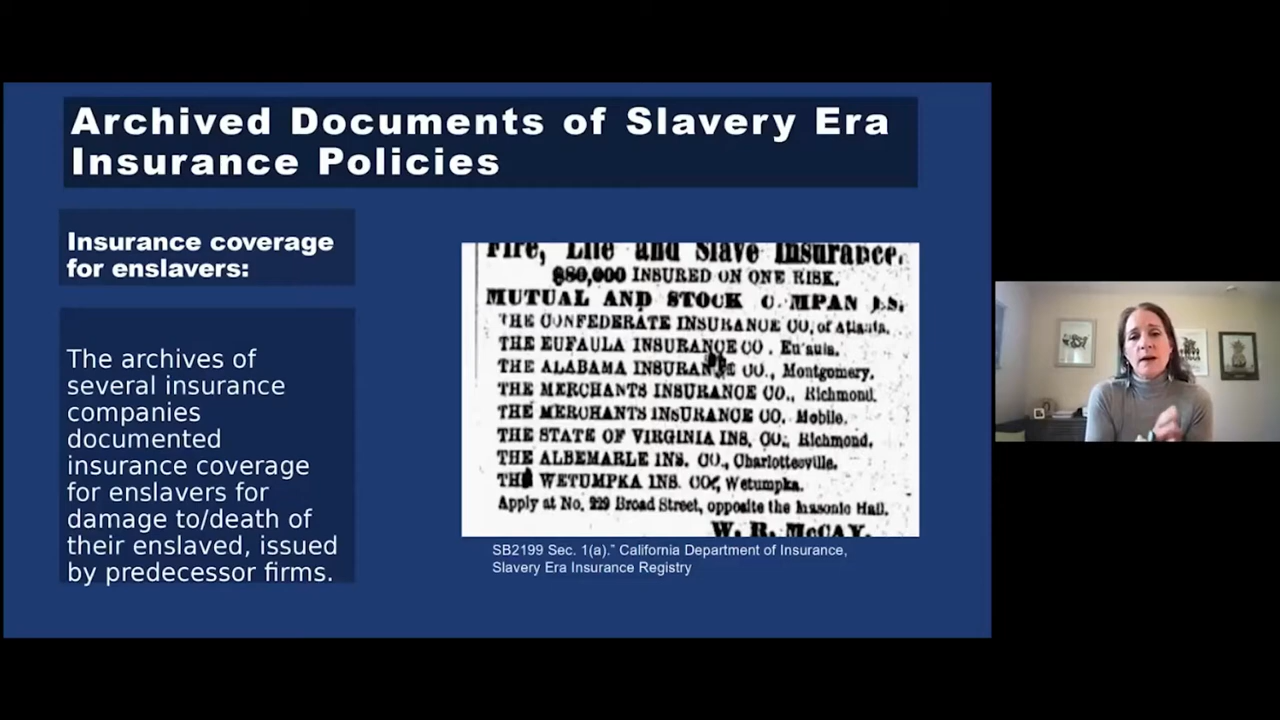 Archived Documents of Slavery Era
Insurance Policies
Insurance coverage
for enslavers:
The archives of
several insurance
companies
documented
insurance coverage
for enslavers for
damage to/death of
their enslaved, issued
by predecessor firms.
Fire, Life and Slave Insurance.
$80,000 INSURED ON ONE RISK.
MUTUAL AND STOCK
THE CONFEDERATE INSURANCE CO, of Atlanta.
THE EUFAULA INSURANCE CO.
THE ALABAMA INSURANCE CO., Montgomery.
THE MERCHANTS INSURANCE CO., Richmond.
THE MERCHANTS INSURANCE CO. Mobile.
THE STATE OF VIRGINIA INS. CO., Richmond,
THE ALBEMARLE INS. CO., Charlottesville.
THE WETUMPKA INS. CO, Wetumpka.
Apply at No. 229 Broad Street, opposite the Masonic Hall.
W. R. McCAY.
SB2199 Sec. 1(a).” California Department of Insurance,
Slavery Era Insurance Registry